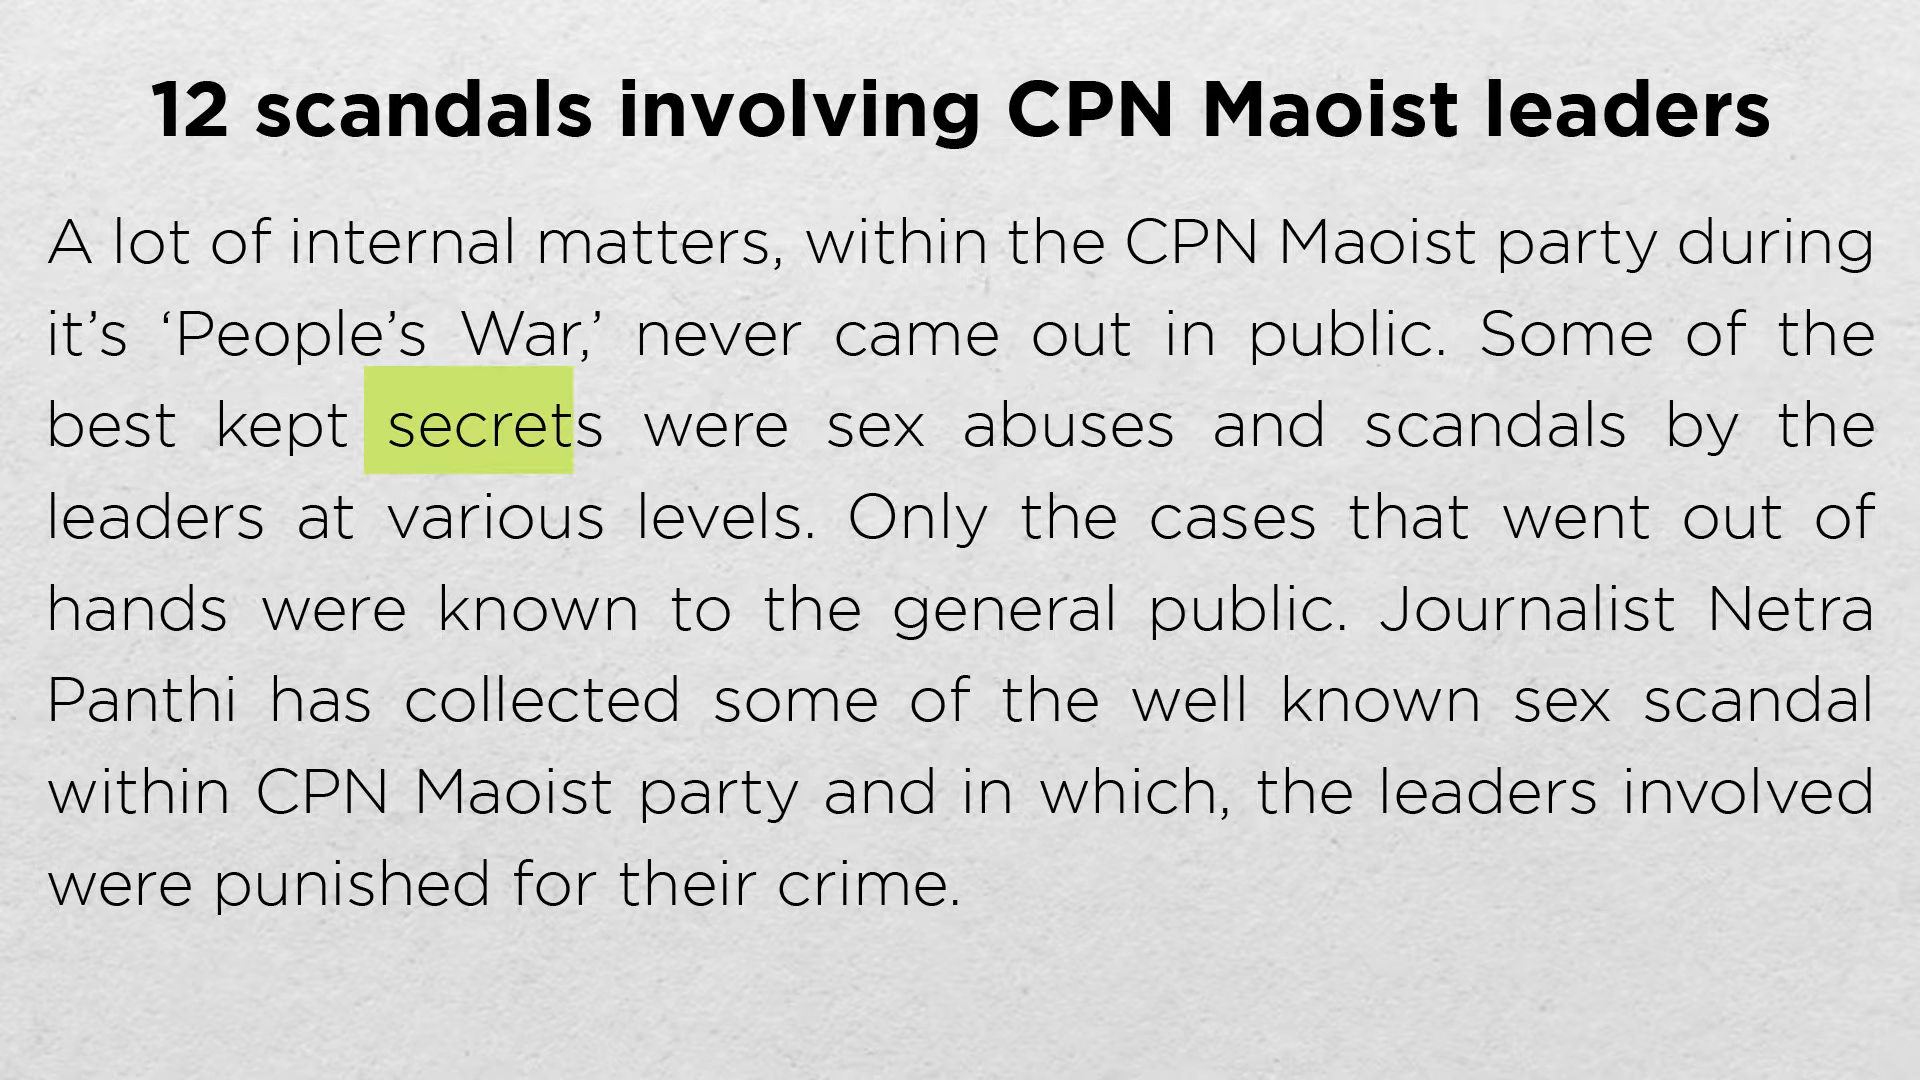 12 scandals involving CPN Maoist leaders
A lot of internal matters, within the CPN Maoist party during
it’s ‘People’s War,’ never came out in public. Some of the
best kept secrets were sex abuses and scandals by the
leaders at various levels. Only the cases that went out of
hands were known to the general public. Journalist Netra
Panthi has collected some of the well known sex scandal
within CPN Maoist party and in which, the leaders involved
were punished for their crime.